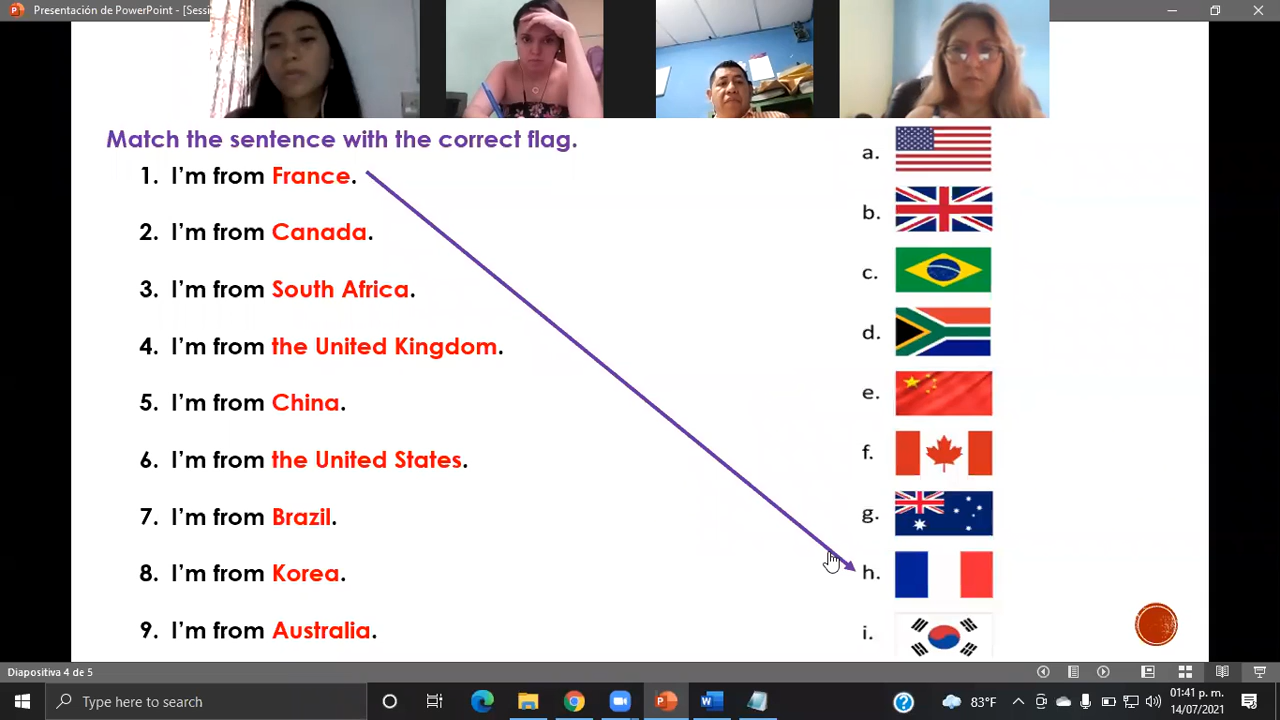 Presentación de PowerPoint - [Sessi
Match the sentence with the correct flag.
1. I'm from France.
2. I'm from Canada.
3. I'm from South Africa.
4. I'm from the United Kingdom.
5. I'm from China.
6. I'm from the United States.
7. I'm from Brazil.
8. I'm from Korea.
9. I'm from Australia.
a.
b.
c.
d.
e.
f.
g.
h.
i.
Diapositiva 4 de 5
Type here to search
83°F
01:41 p. m.
14/07/2021